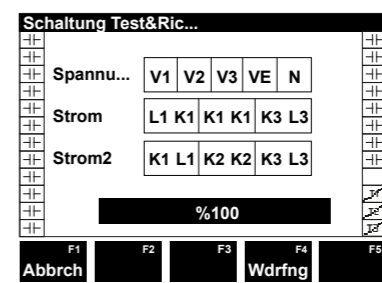 Schaltung Test&Ric...
Spannu... V1 V2 V3 VE N
Strom L1 K1 K1 K1 K3 L3
Strom2 K1 L1 K2 K2 K3 L3
%100
F1 F2 F3 F4 F5
Abbrch Wdrfng